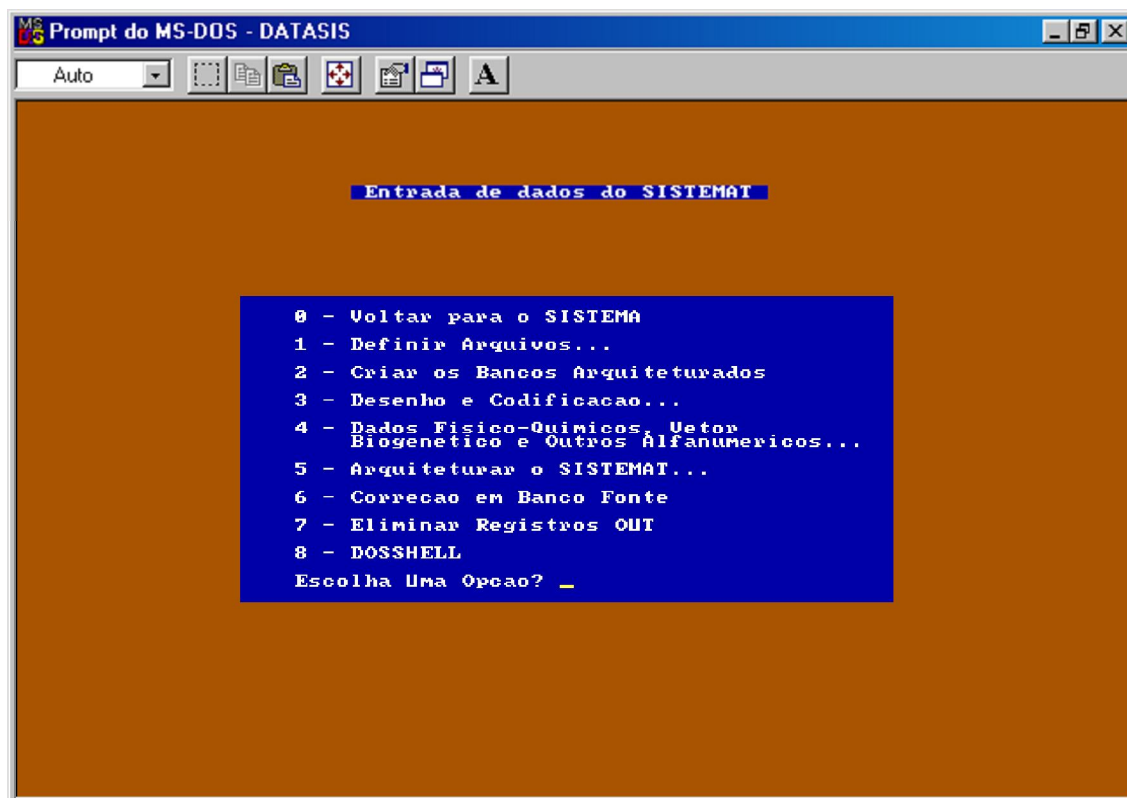 Prompt do MS-DOS - DATASIS
Auto
A
Entrada de dados do SISTEMAT
0 - Voltar para o SISTEMA
1 - Definir Arquivos...
2 - Criar os Bancos Arquiteturados
3 - Desenho e Codificacao...
4 - Dados Fisico-Quimicos, Vetor
Biogenetico e Outros Alfanumericos...
5 - Arquiteturar o SISTEMAT...
6 - Correcao em Banco Fonte
7 - Eliminar Registros OUT
8 - DOSSHELL
Escolha Uma Opcao? _